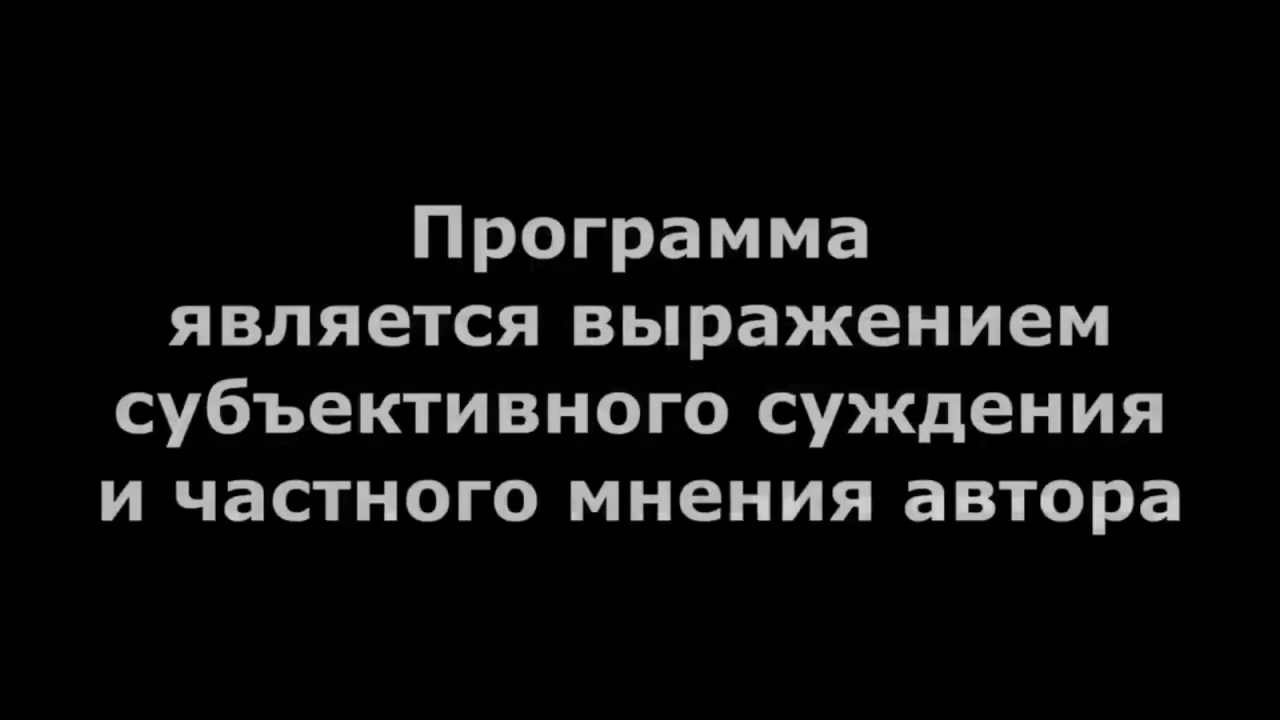 Программа
является выражением
субъективного суждения
и частного мнения автора